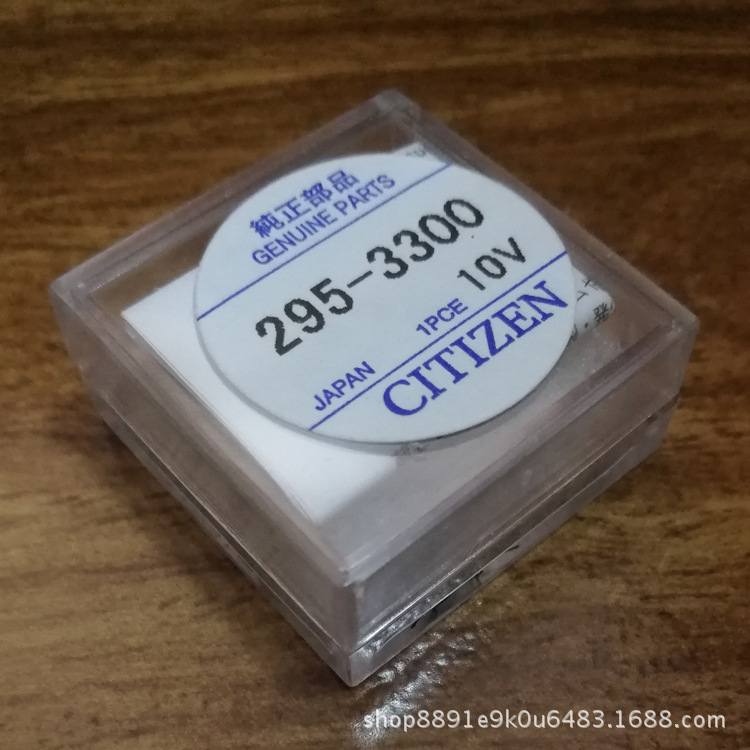 純正部品
GENUINE PARTS
295-3300
10V
JAPAN 1PCE
CITIZEN
shop8891e9k0u6483.1688.com